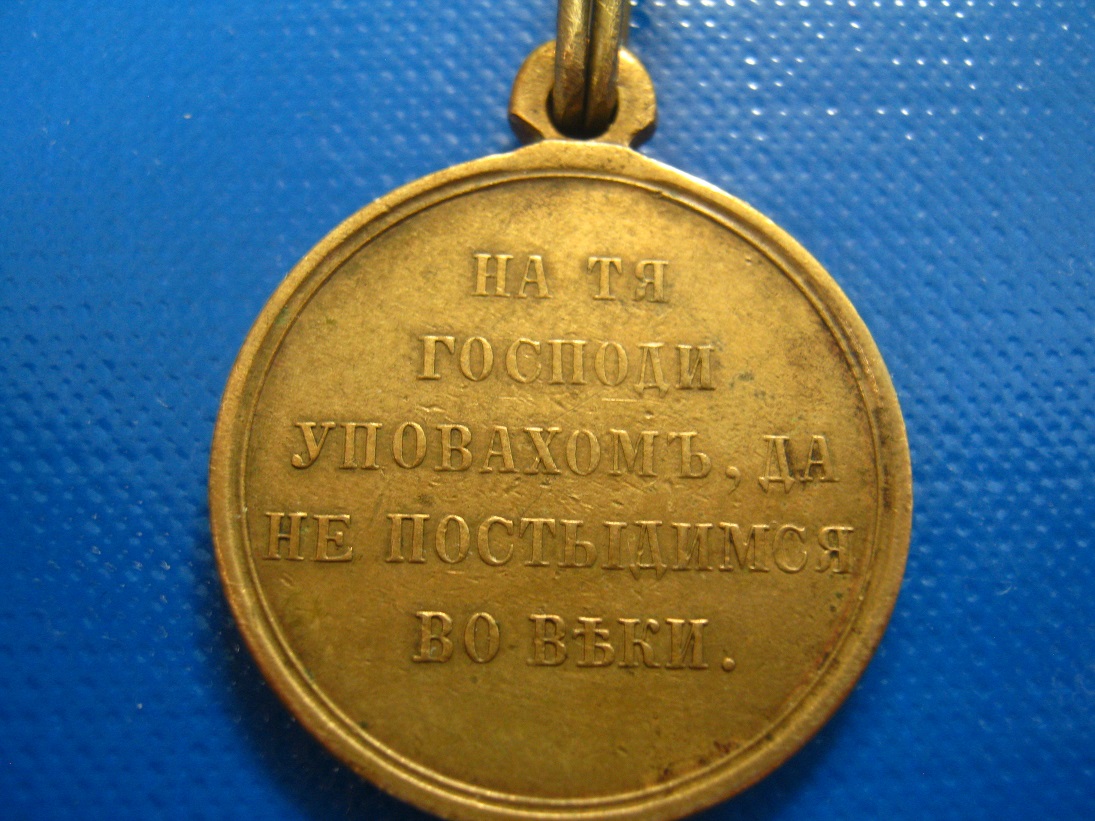 НА ТЯ
ГОСПОДИ
УПОВАХОМЪ, ДА
НЕ ПОСТЫДИМСЯ
ВО ВѢКИ.